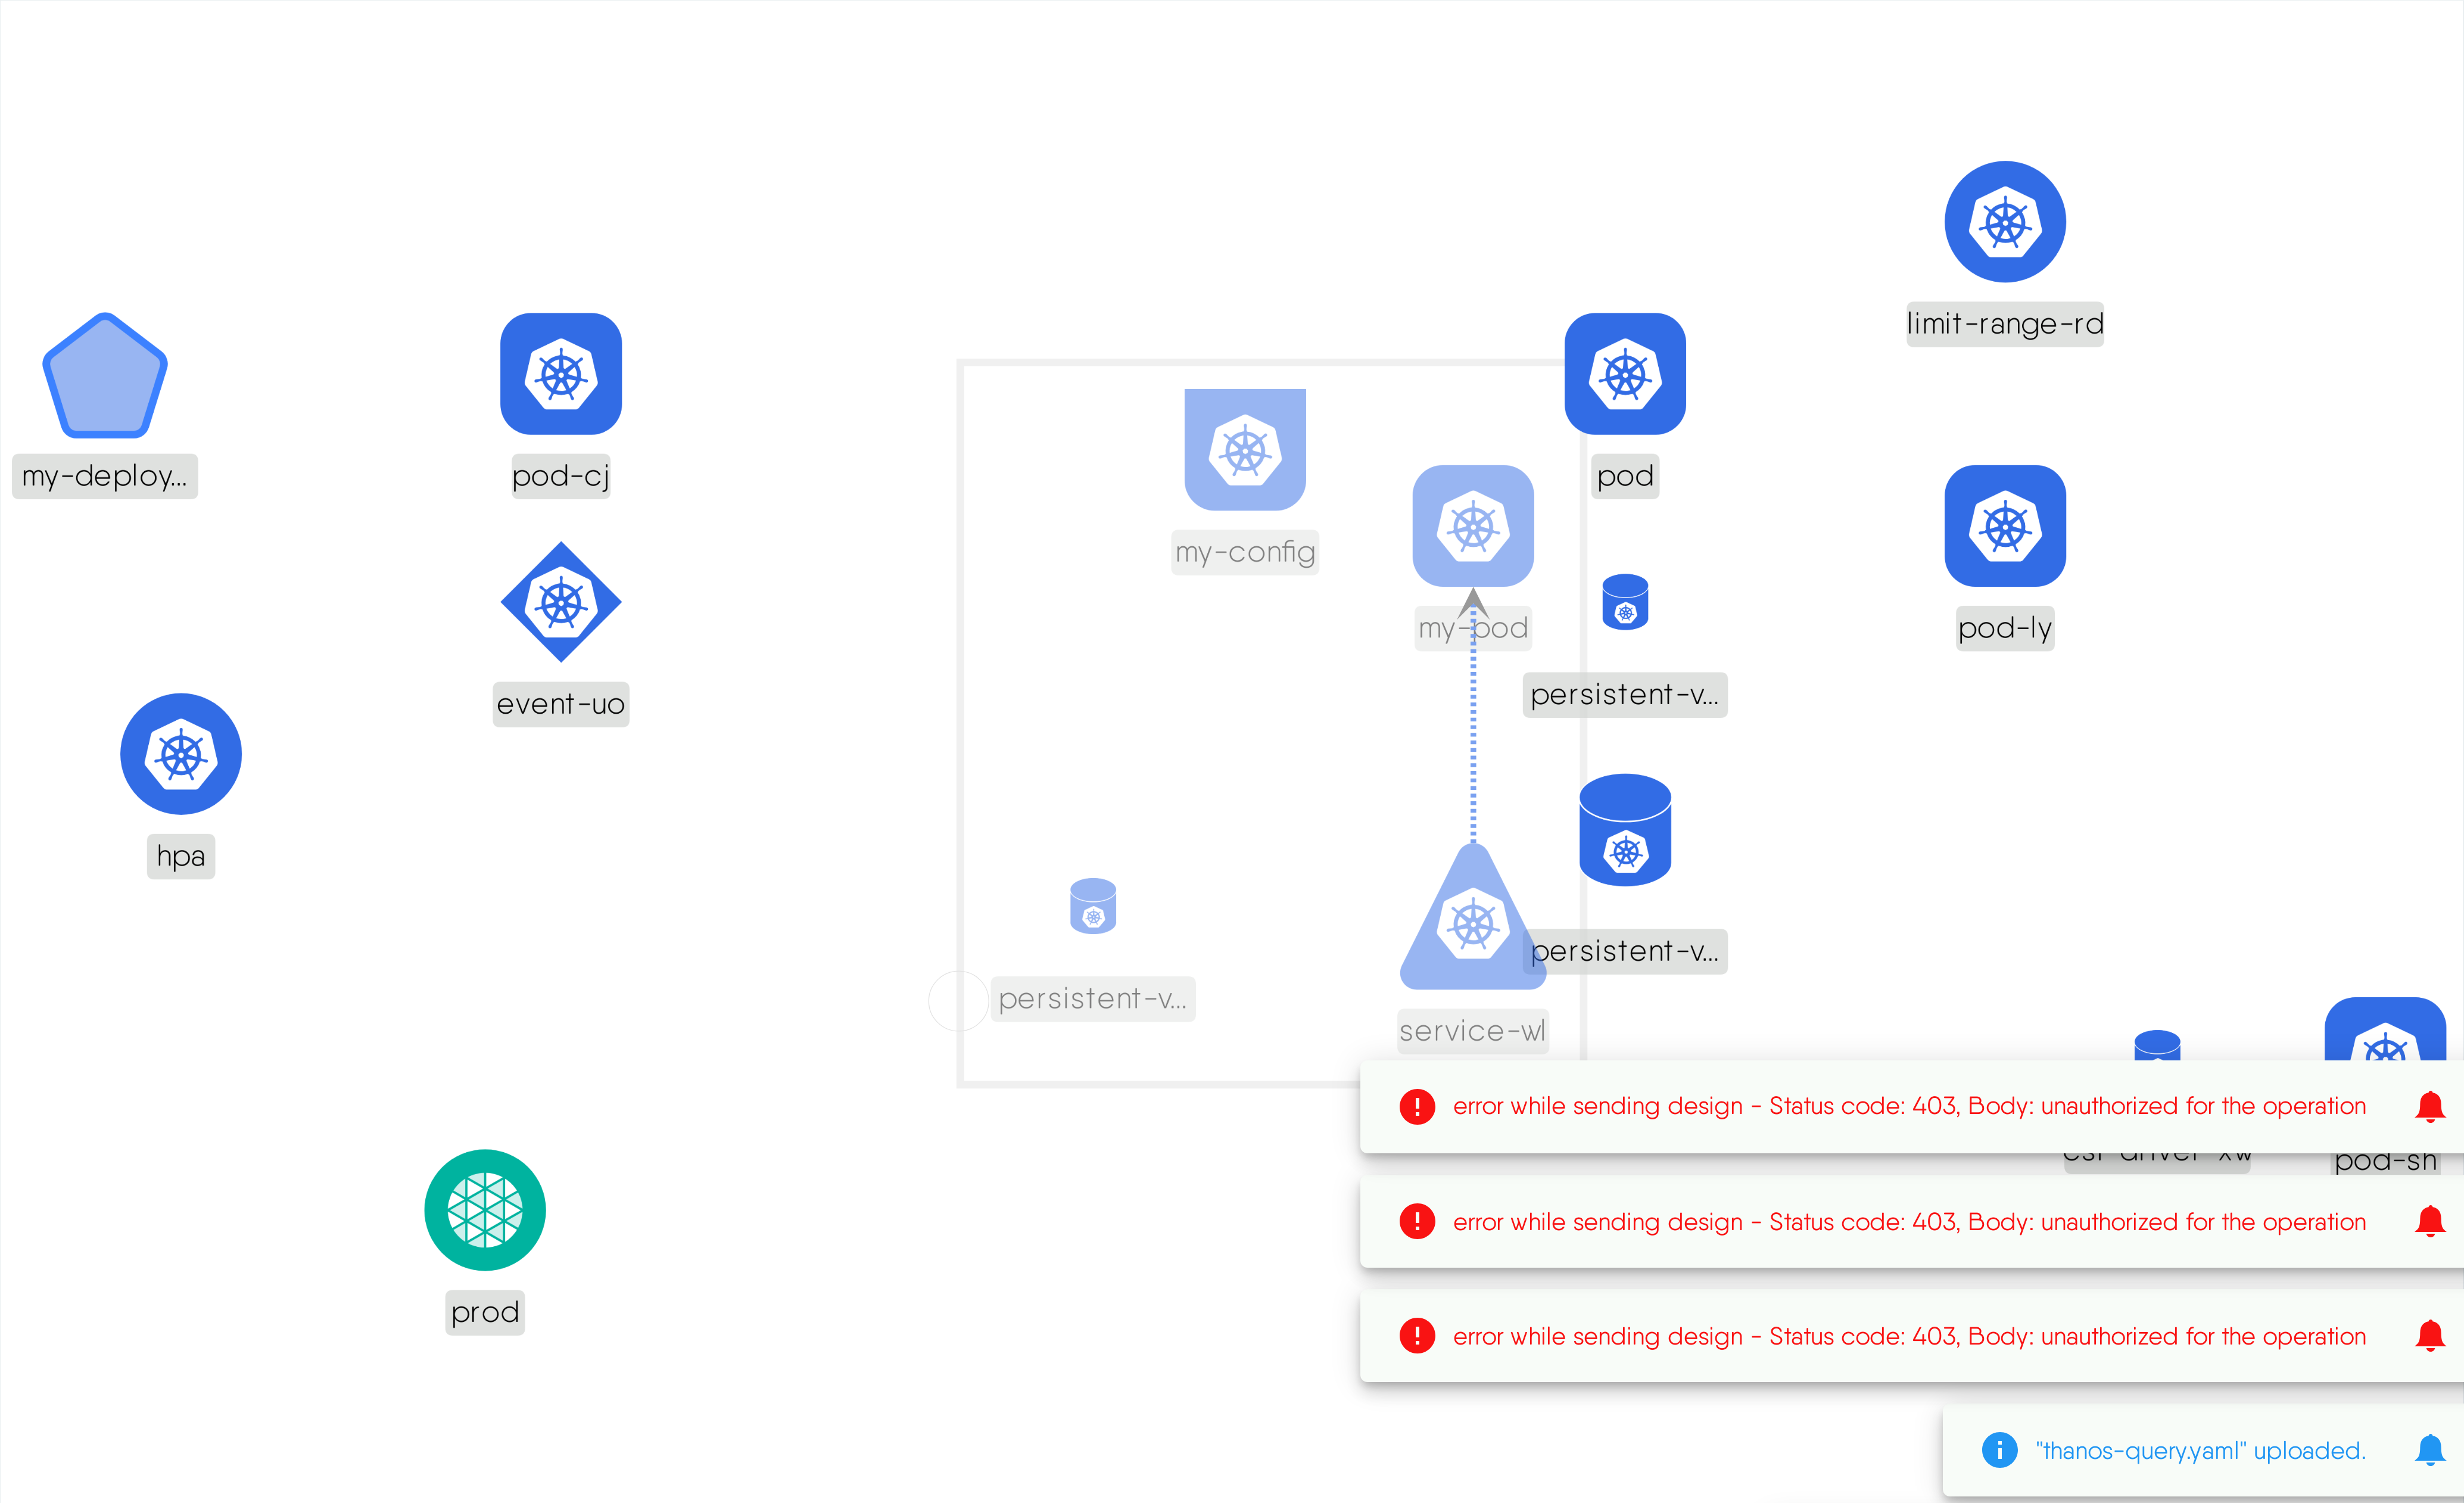 limit-range-rd
my-deploy...
pod-cj
pod
my-config
my-pod
pod-ly
persistent-v...
event-uo
hpa
persistent-v...
persistent-v...
service-wl
error while sending design - Status code: 403, Body: unauthorized for the operation
pod-sh
error while sending design - Status code: 403, Body: unauthorized for the operation
prod
error while sending design - Status code: 403, Body: unauthorized for the operation
"thanos-query.yaml" uploaded.